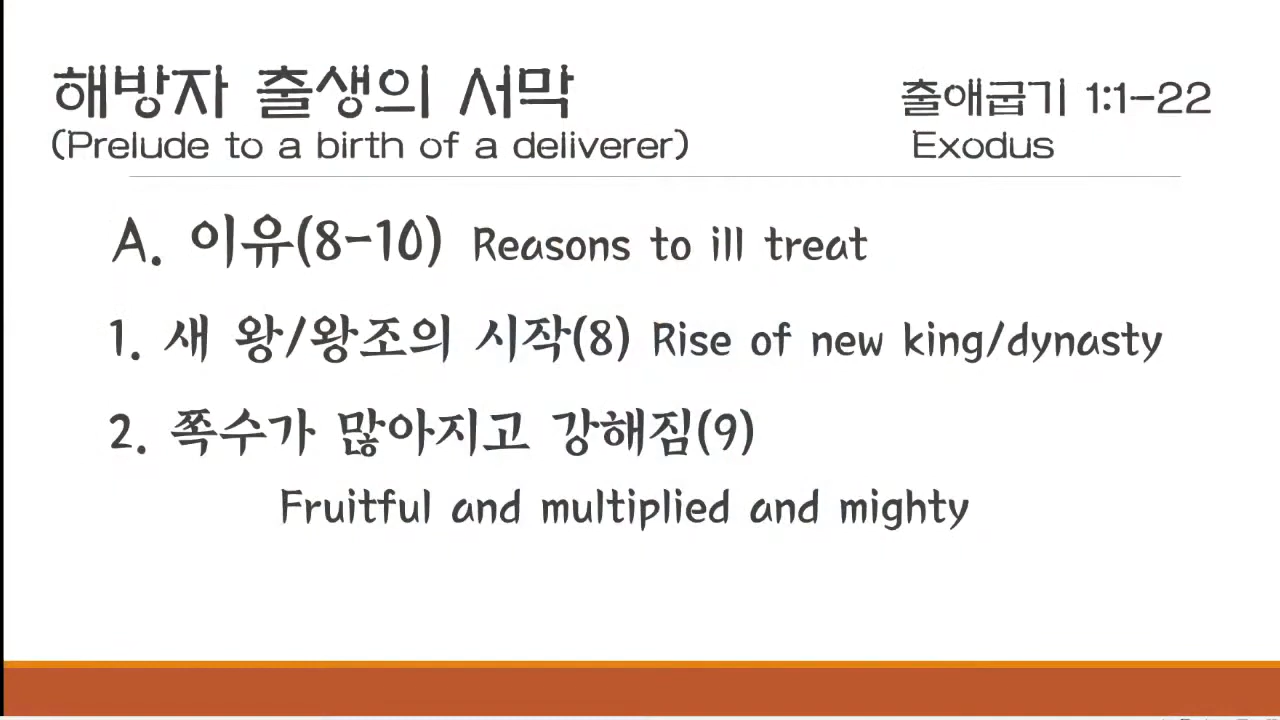 해방자 출생의 서막
출애굽기 1:1-22
(Prelude to a birth of a deliverer)
Exodus
A. 이유(8-10) Reasons to ill treat
1. 새 왕/왕조의 시작(8) Rise of new king/dynasty
2. 쪽수가 많아지고 강해짐(9)
Fruitful and multiplied and mighty